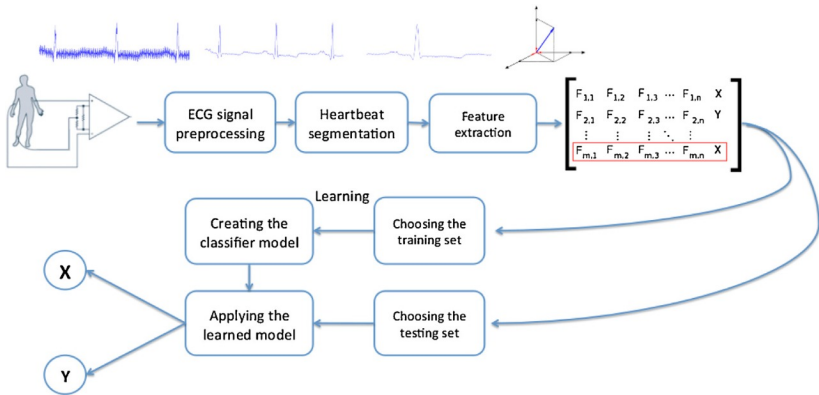 ECG signal
preprocessing
Heartbeat
segmentation
Feature
extraction
F1,1 F1,2 F1,3 ... F1,n X
F2,1 F2,2 F2,3 ... F2,n Y
⋮ ⋮ ⋮ ⋱ ⋮
Fm,1 Fm,2 Fm,3 ... Fm,n X
Learning
Creating the
classifier model
Choosing the
training set
X
Applying the
learned model
Choosing the
testing set
Y